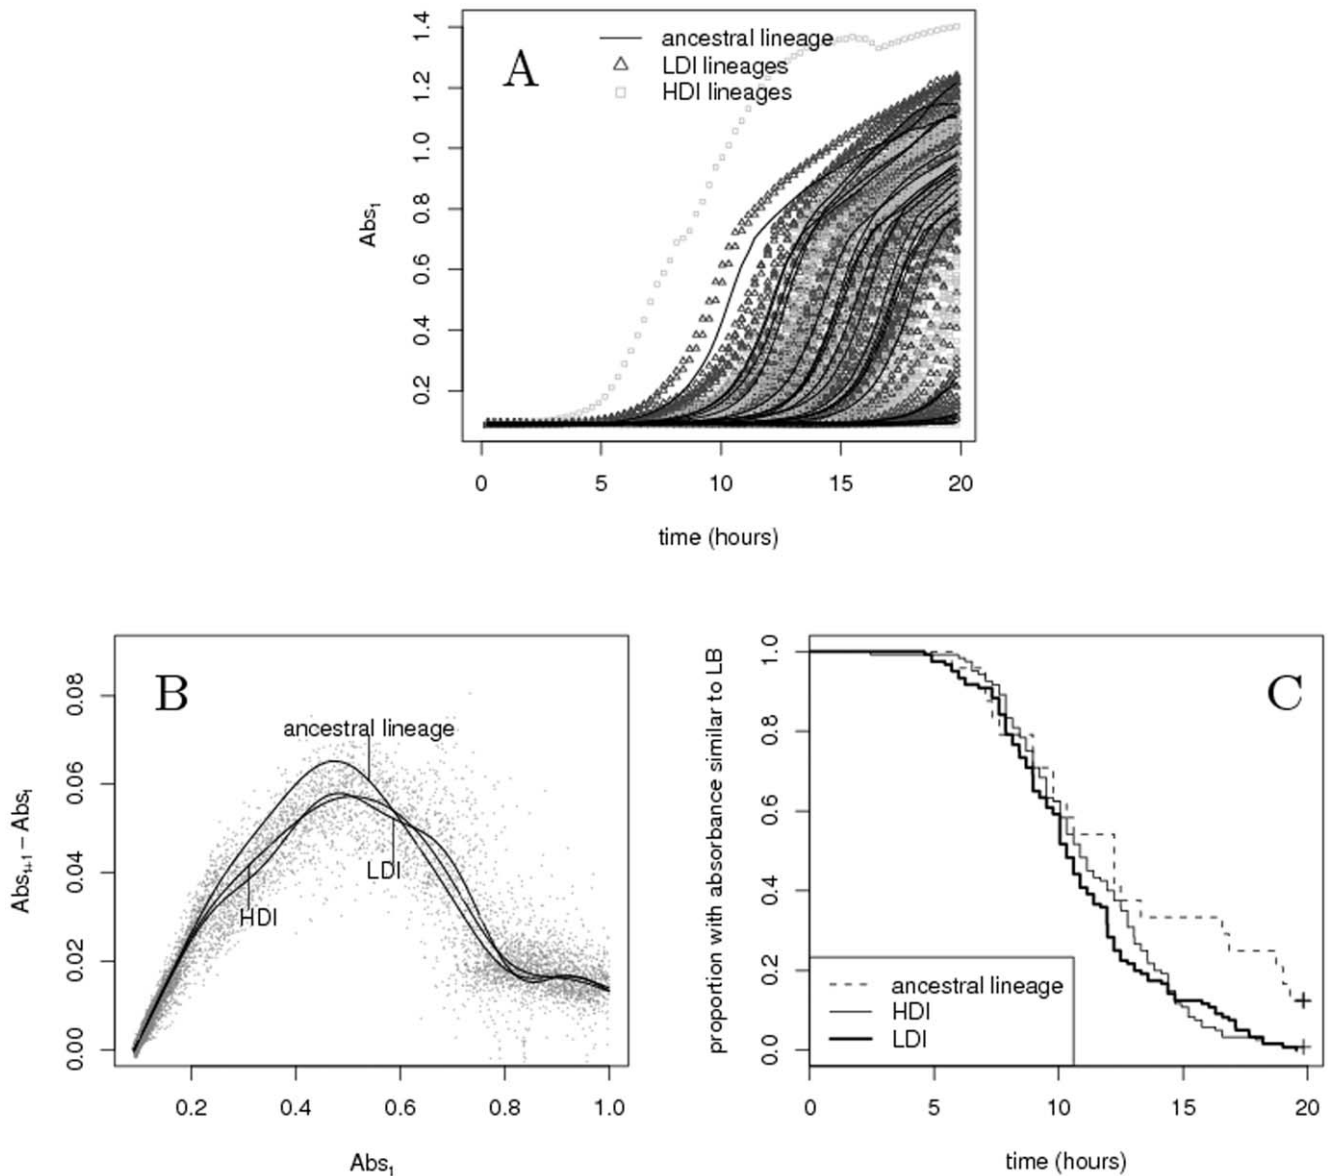 A
ancestral lineage
LDI lineages
HDI lineages
Abs1
1.4
1.2
1.0
0.8
0.6
0.4
0.2
0 5 10 15 20
time (hours)
B
ancestral lineage
LDI
HDI
Absi+1 − Absi
0.08
0.06
0.04
0.02
0.00
0.2 0.4 0.6 0.8 1.0
Abs1
C
proportion with absorbance similar to LB
1.0
0.8
0.6
0.4
0.2
0.0
ancestral lineage
HDI
LDI
0 5 10 15 20
time (hours)